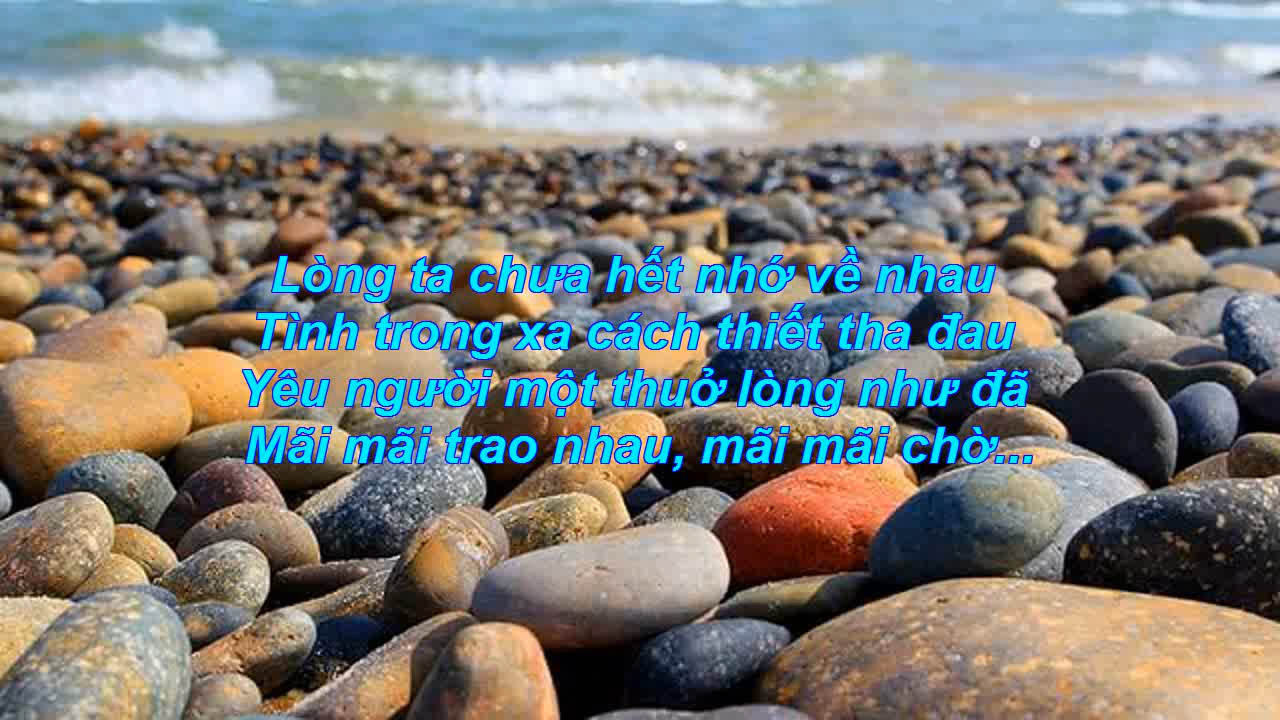 Lòng ta chưa hết nhớ về nhau
Tình trong xa cách thiết tha đau
Yêu người một thuở lòng như đã
Mãi mãi trao nhau, mãi mãi chờ...